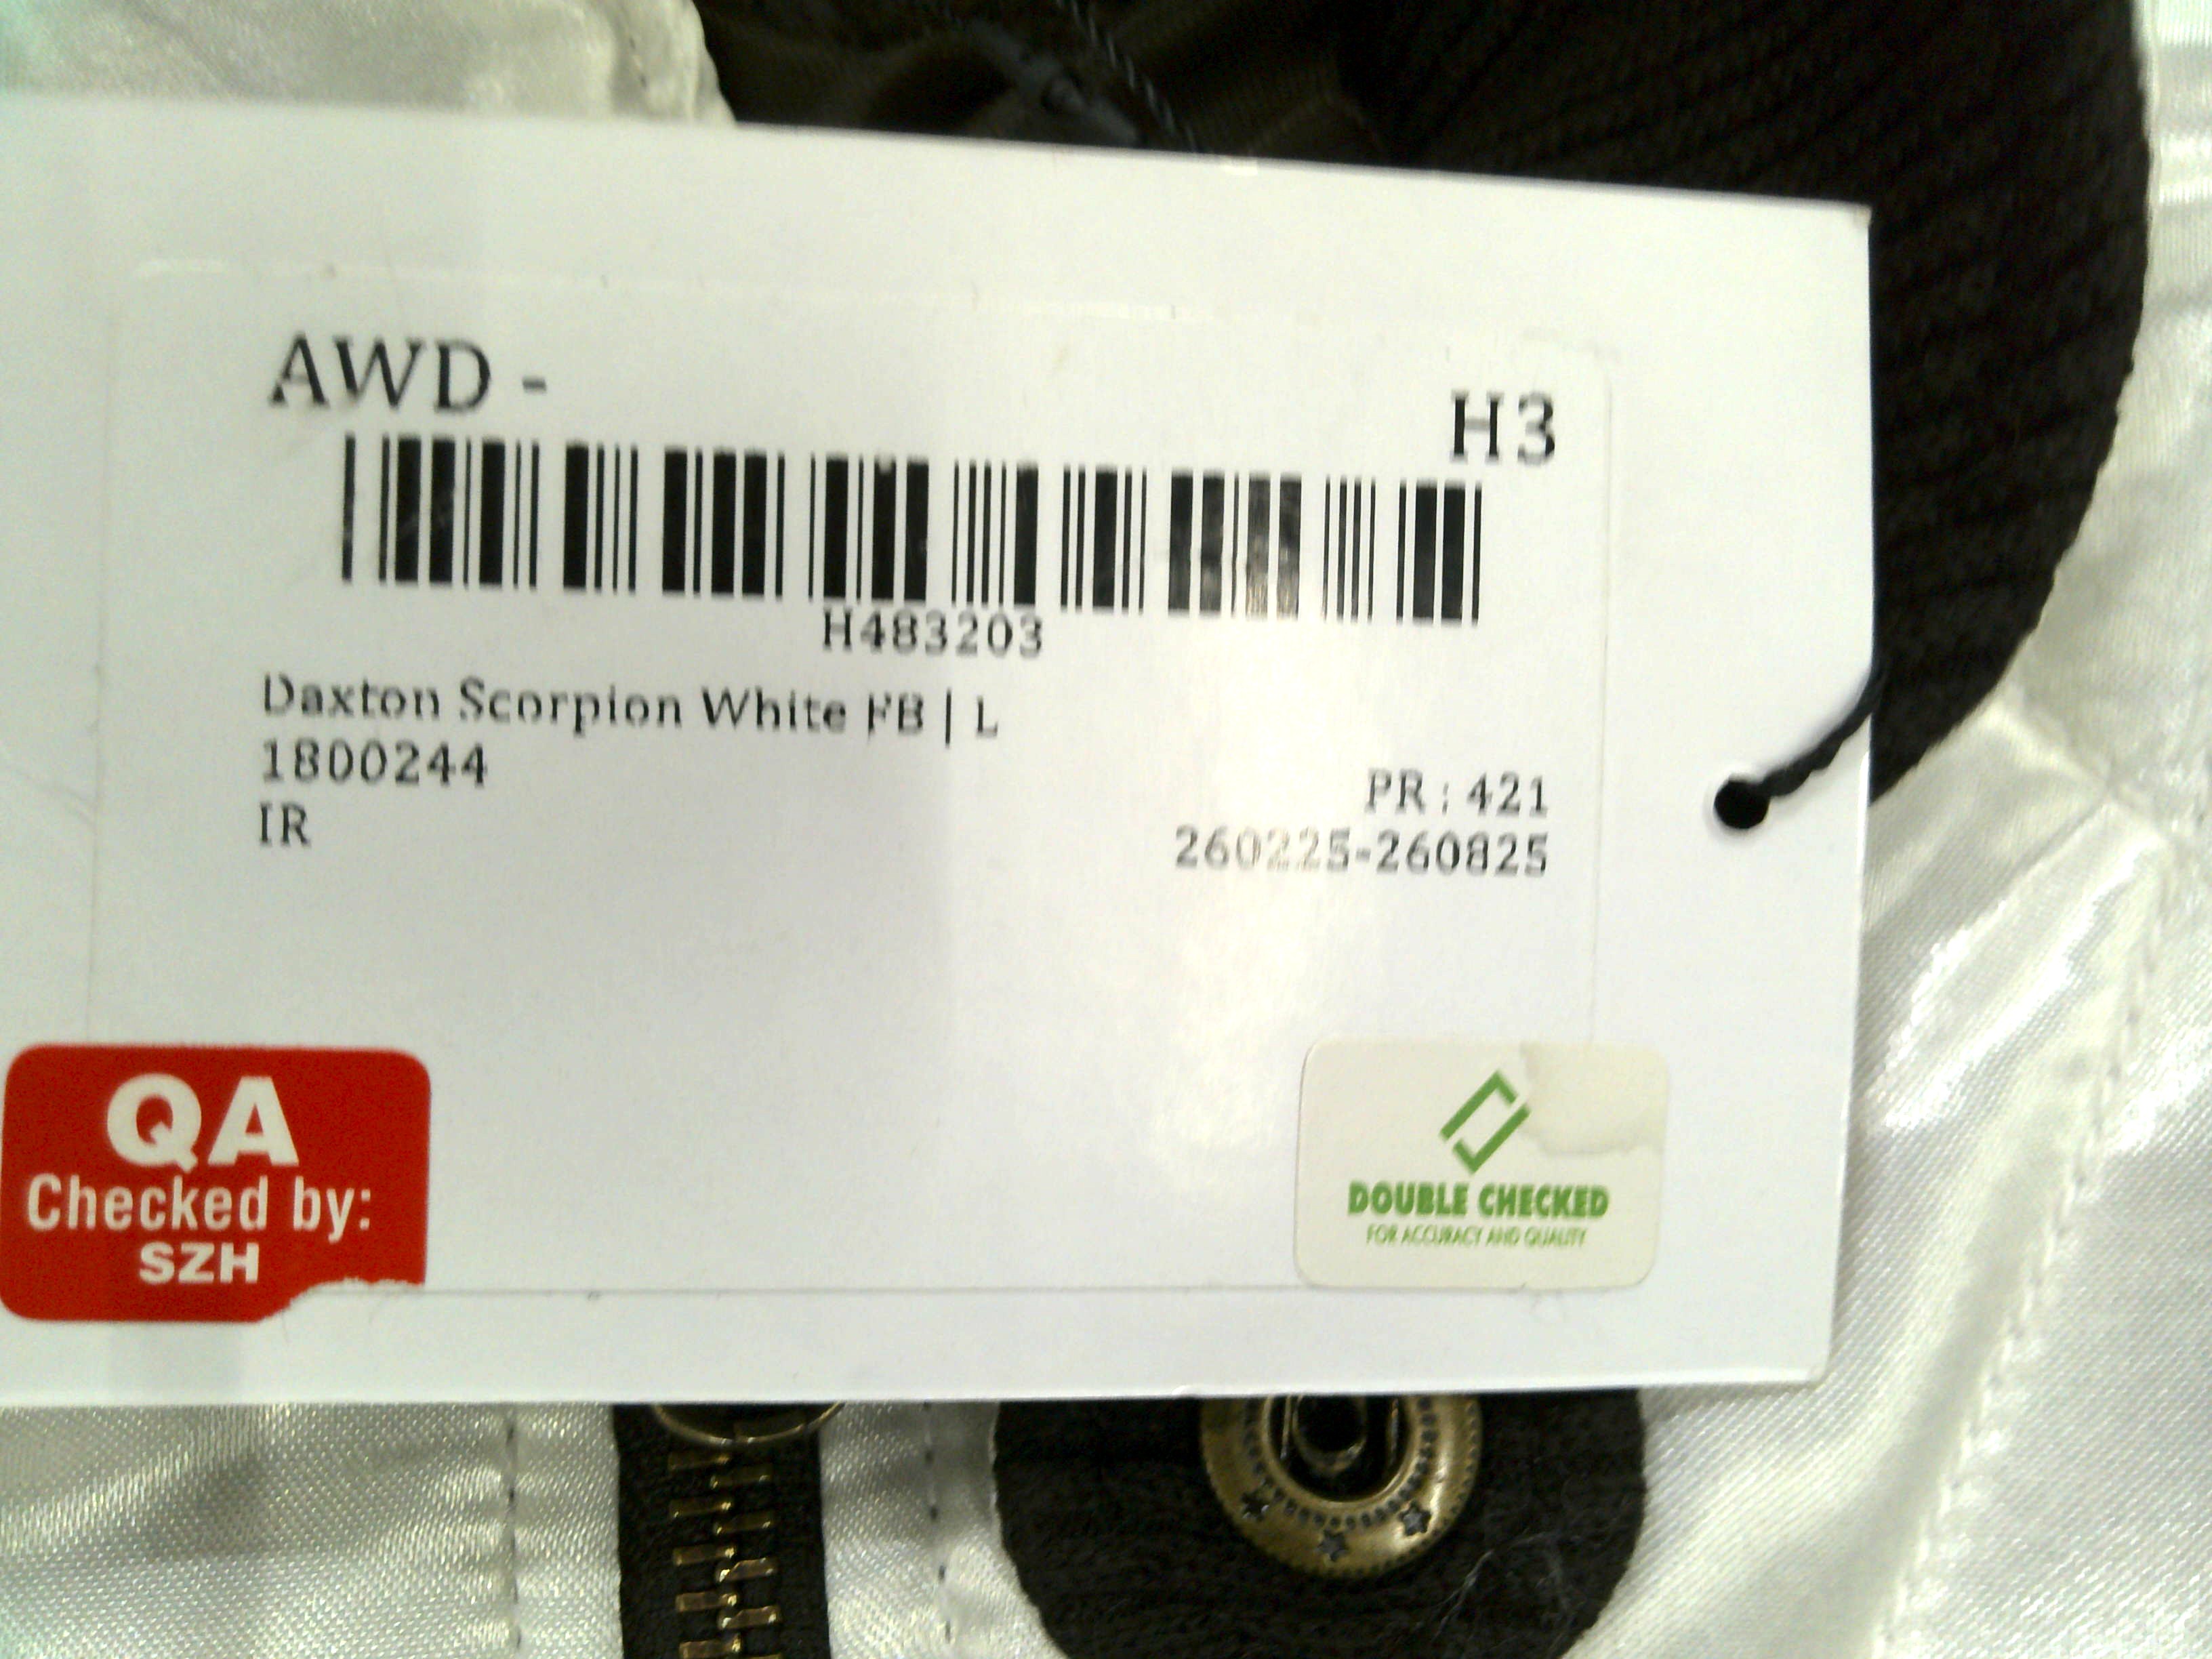 AWD -
H3
H483203
Daxton Scorpion White FB | L
1800244
PR : 421
IR
260225-260825
QA
Checked by:
SZH
DOUBLE CHECKED
FOR ACCURACY AND QUALITY